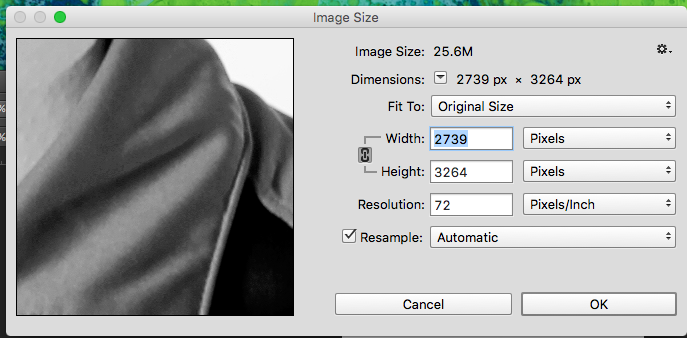 Image Size
Image Size: 25.6M
Dimensions: 2739 px × 3264 px
Fit To: Original Size
Width: 2739 Pixels
Height: 3264 Pixels
Resolution: 72 Pixels/Inch
Resample: Automatic
Cancel OK
%
%